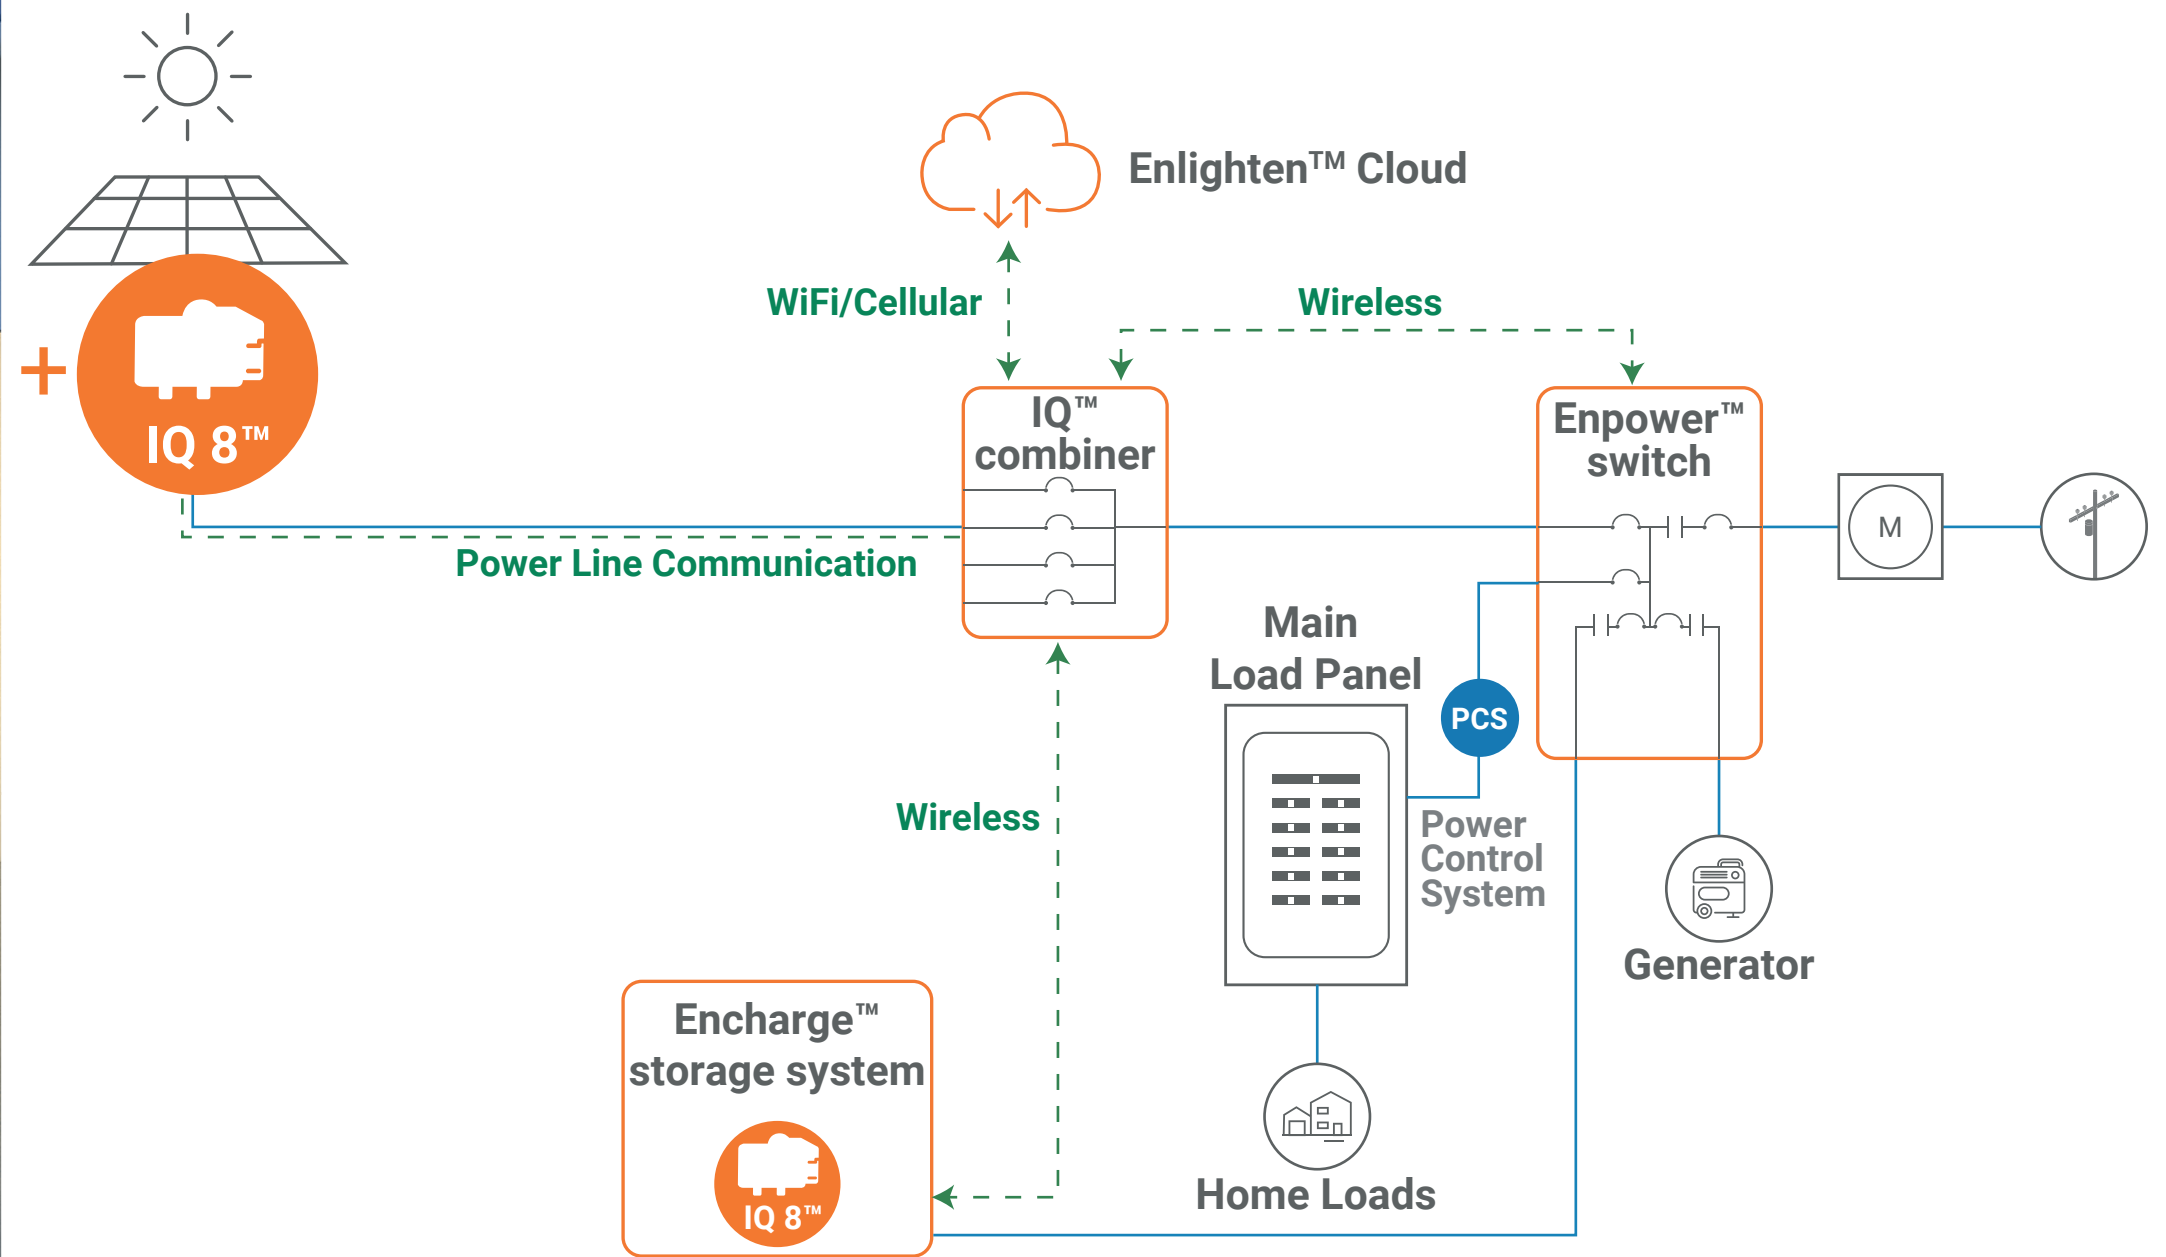 Enlighten™ Cloud
WiFi/Cellular
Wireless
IQ 8™
IQ™
combiner
Enpower™
switch
M
Power Line Communication
Main
Load Panel
PCS
Power
Control
System
Wireless
Generator
Encharge™
storage system
IQ 8™
Home Loads